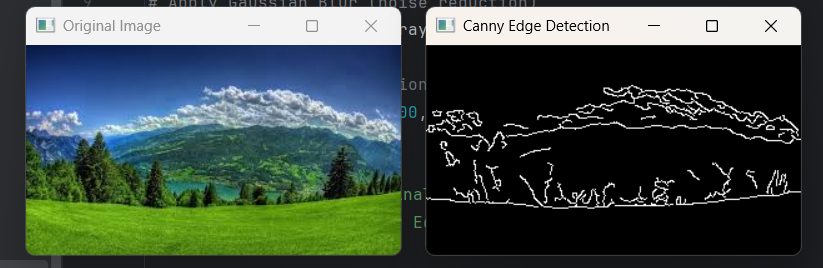 # Apply Gaussian Blur (noise reduction)
Original Image
Canny Edge Detection